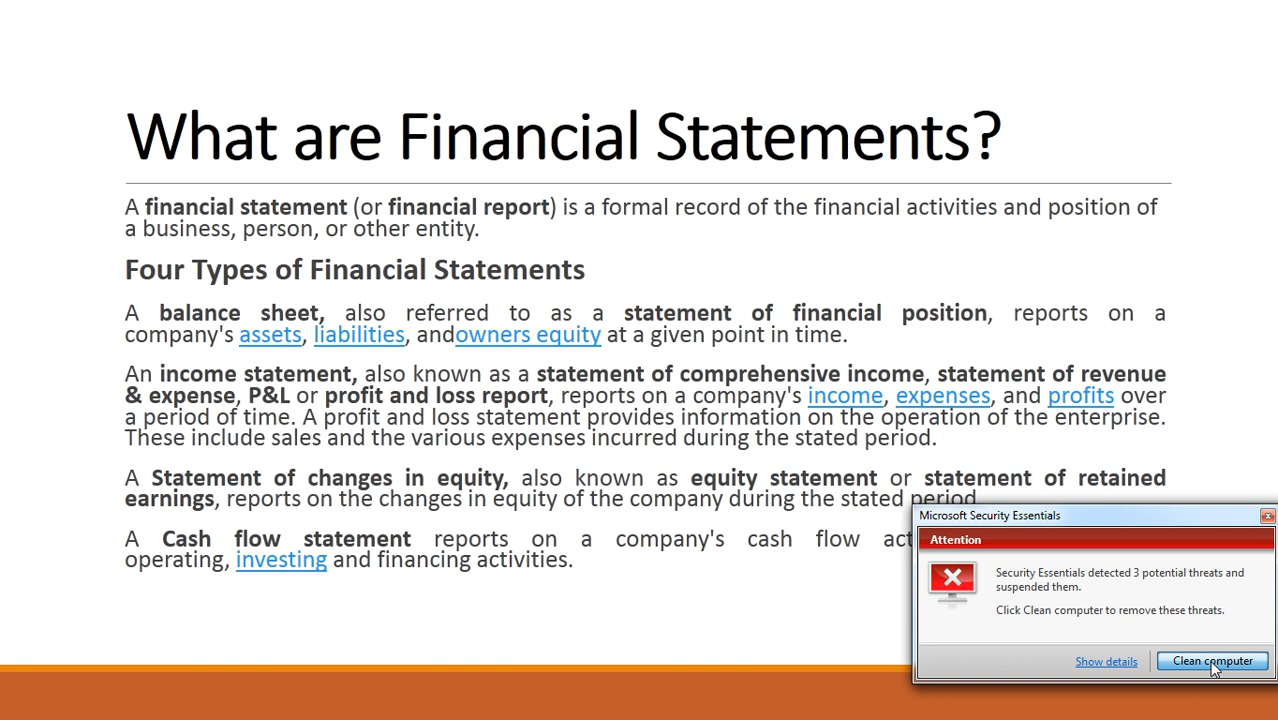 What are Financial Statements?
A financial statement (or financial report) is a formal record of the financial activities and position of
a business, person, or other entity.
Four Types of Financial Statements
A balance sheet, also referred to as a statement of financial position, reports on a
company's assets, liabilities, andowners equity at a given point in time.
An income statement, also known as a statement of comprehensive income, statement of revenue
& expense, P&L or profit and loss report, reports on a company's income, expenses, and profits over
a period of time. A profit and loss statement provides information on the operation of the enterprise.
These include sales and the various expenses incurred during the stated period.
A Statement of changes in equity, also known as equity statement or statement of retained
earnings, reports on the changes in equity of the company during the stated period
A Cash flow statement reports on a company's cash flow
operating, investing and financing activities.
Microsoft Security Essentials
Attention
Security Essentials detected 3 potential threats and
suspended them.
Click Clean computer to remove these threats.
Show details
Clean computer